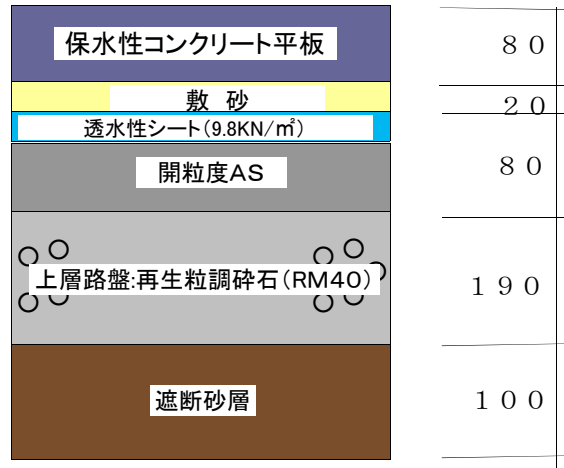 保水性コンクリート平板
８０
敷 砂
２０
透水性シート(9.8KN/㎡)
開粒度AS
８０
上層路盤:再生粒調砕石(RM40)
１９０
遮断砂層
１００